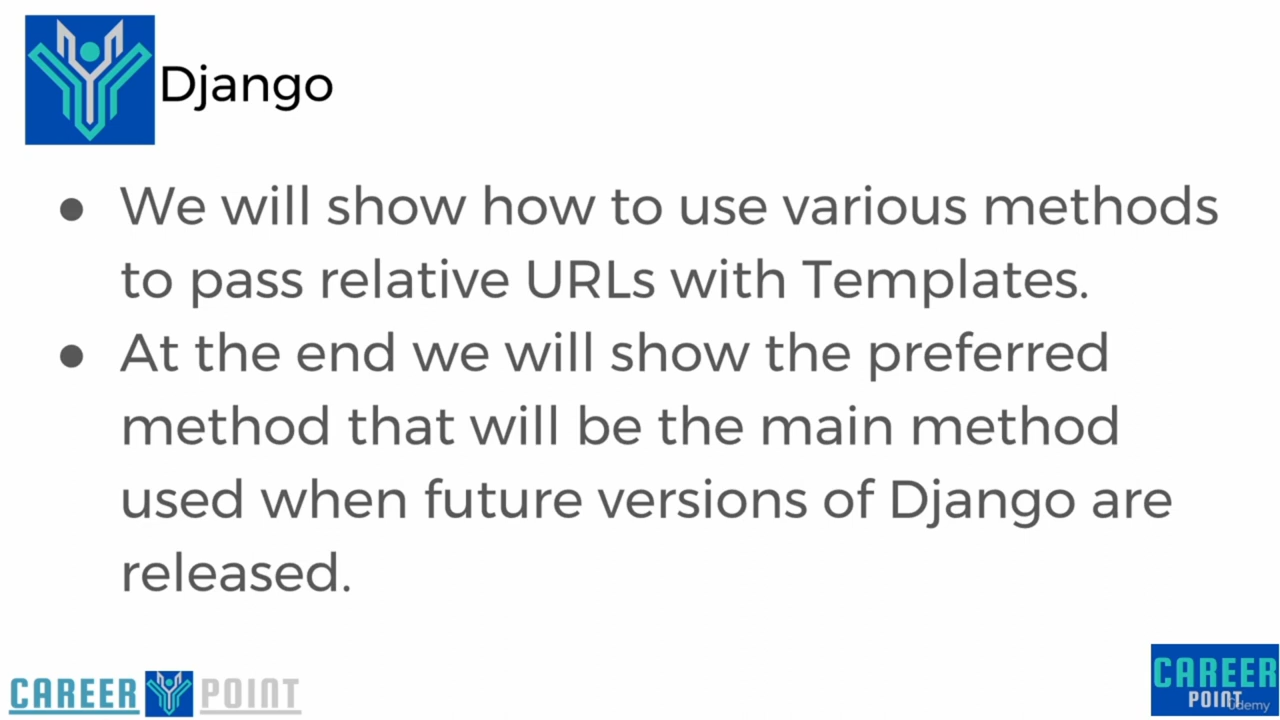 Django
● We will show how to use various methods
to pass relative URLs with Templates.
● At the end we will show the preferred
method that will be the main method
used when future versions of Django are
released.
CAREER POINT
CAREER
POINT
udemy